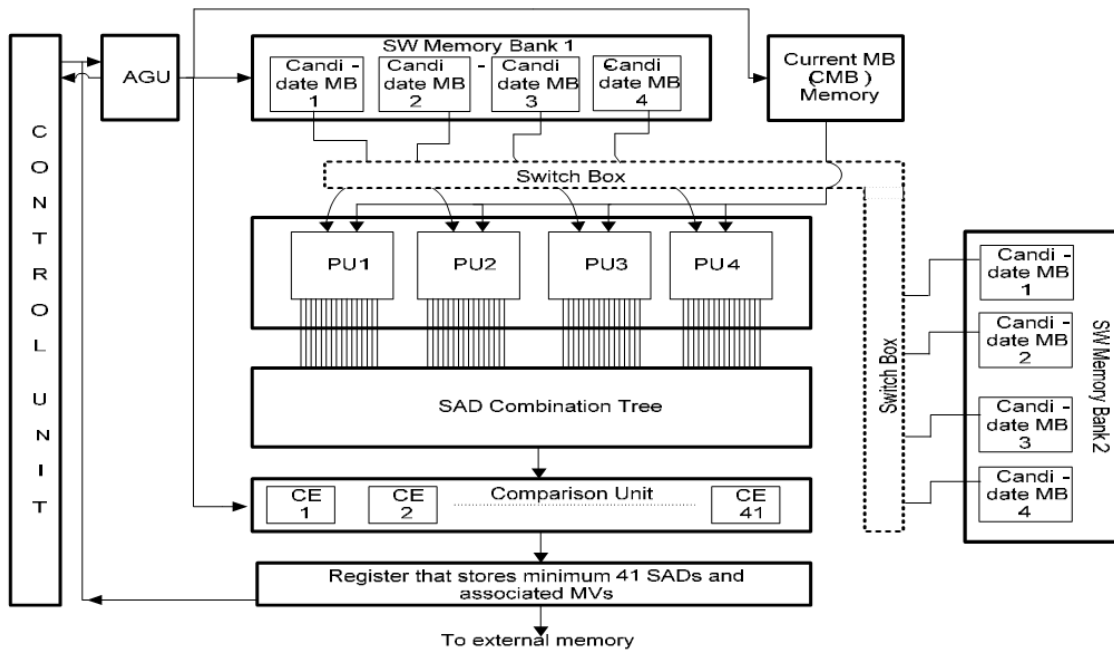 CONTROL UNIT
AGU
SW Memory Bank 1
Candi -
date MB
1
Candi -
date MB
2
Candi -
date MB
3
Candi
date MB
4
Current MB
(CMB )
Memory
Switch Box
PU1
PU2
PU3
PU4
Switch Box
Candi -
date MB
1
Candi -
date MB
2
Candi -
date MB
3
Candi -
date MB
4
SW Memory Bank 2
SAD Combination Tree
Comparison Unit
CE
1
CE
2
CE
41
Register that stores minimum 41 SADs and
associated MVs
To external memory